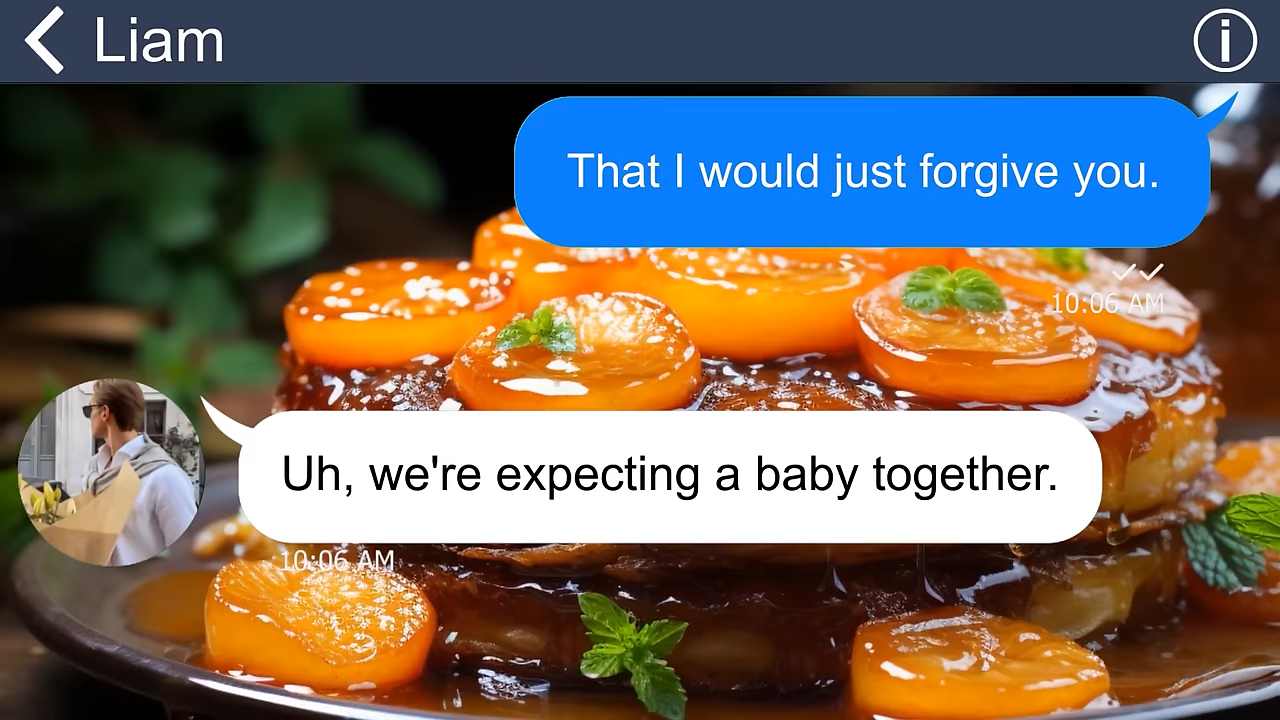 Liam
That I would just forgive you.
10:06 AM
Uh, we're expecting a baby together.
10:06 AM